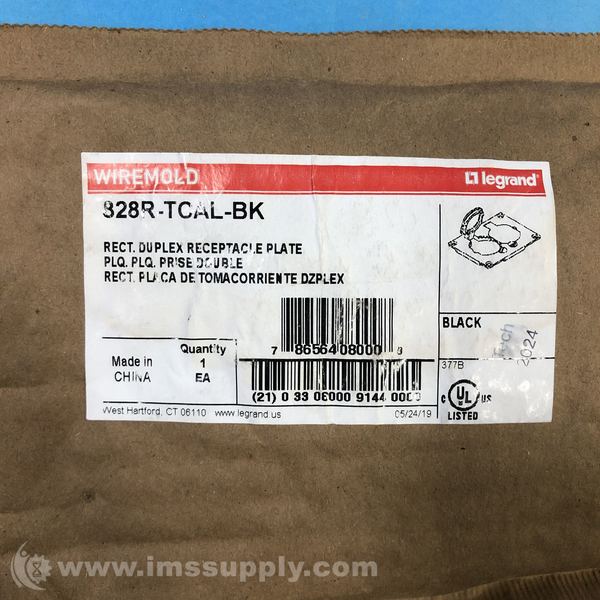 WIREMOLD
legrand
828R-TCAL-BK
RECT. DUPLEX RECEPTACLE PLATE
PLQ. PLQ. PRISE DOUBLE
RECT. PLACA DE TOMACORRIENTE DZPLEX
BLACK
2024
Made in
CHINA
Quantity
1
EA
7 86564 08000
377B
(21) 0 33 06000 9144 0000
C UL US
LISTED
West Hartford, CT 06110 www.legrand.us
05/24/19
www.imssupply.com